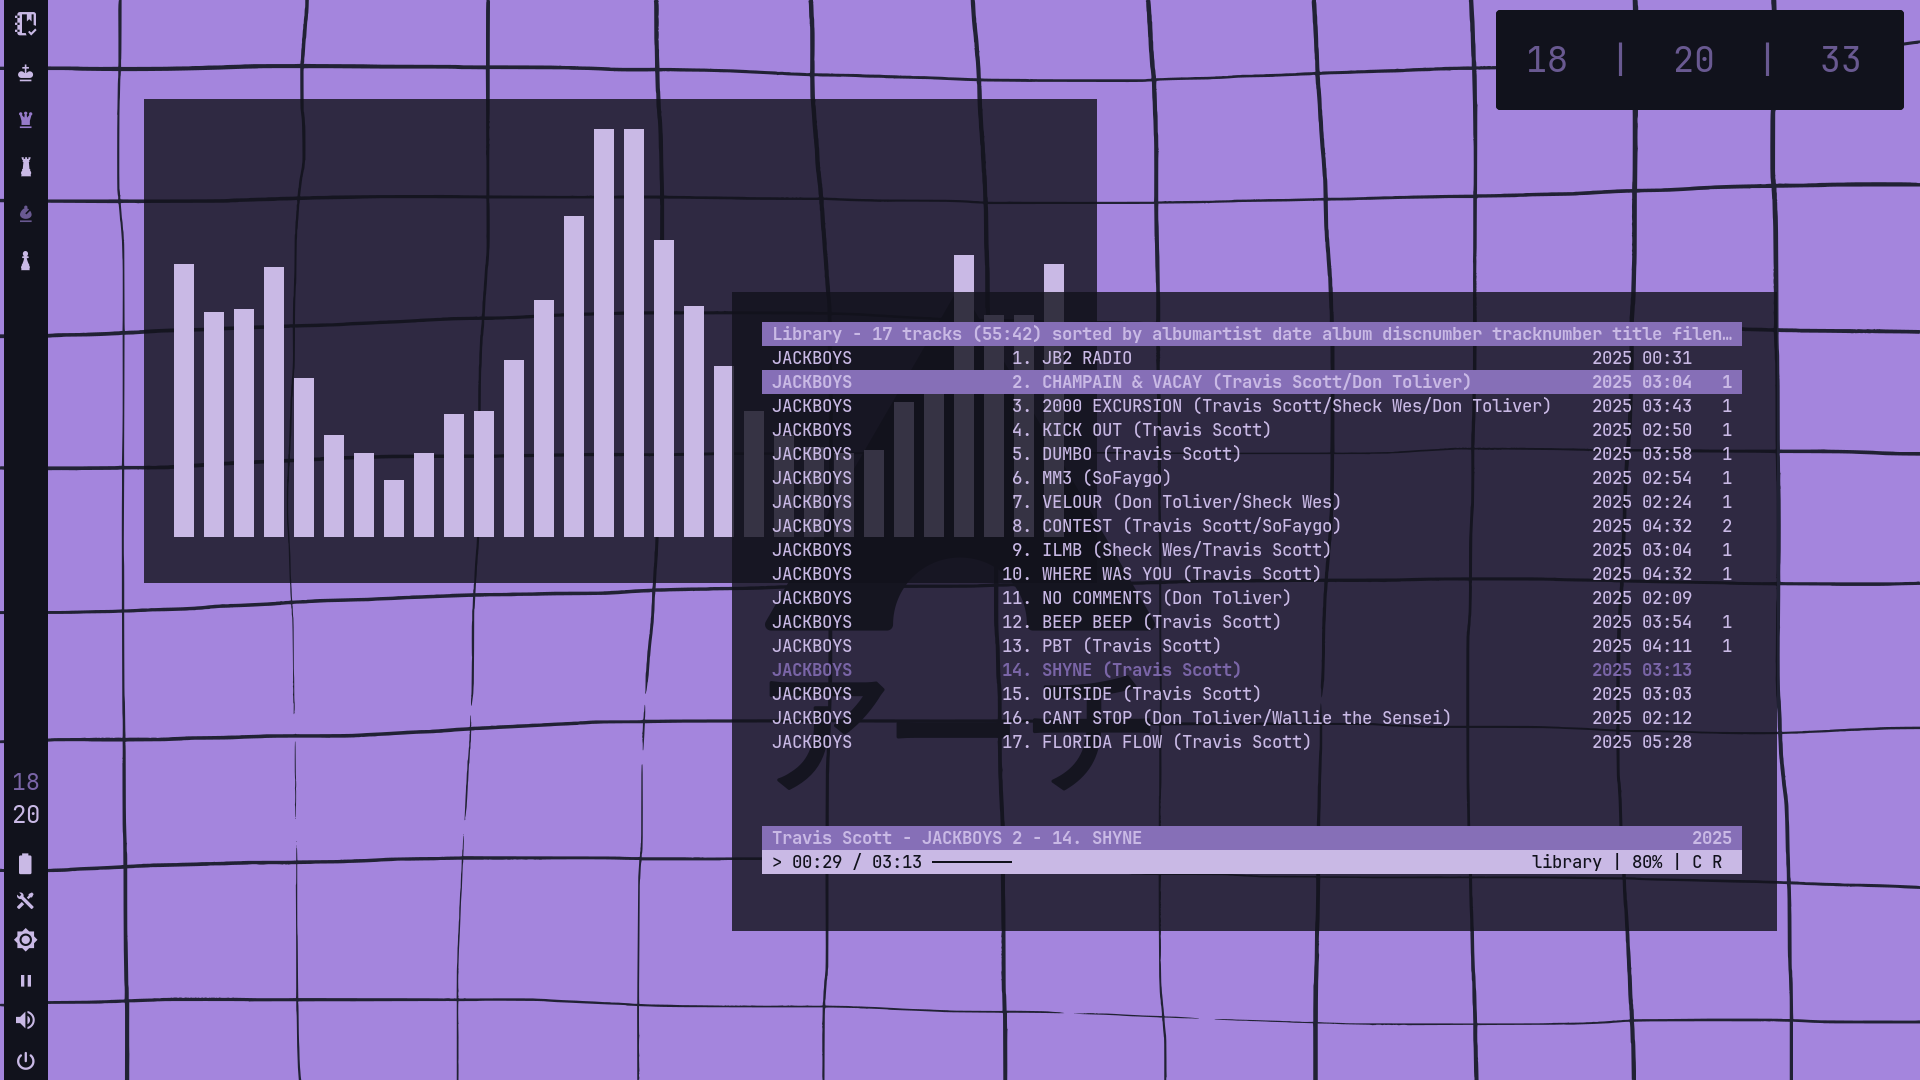 18 | 20 | 33
Library - 17 tracks (55:42) sorted by albumartist date album discnumber tracknumber title filen…
JACKBOYS 1. JB2 RADIO 2025 00:31
JACKBOYS 2. CHAMPAIN & VACAY (Travis Scott/Don Toliver) 2025 03:04 1
JACKBOYS 3. 2000 EXCURSION (Travis Scott/Sheck Wes/Don Toliver) 2025 03:43 1
JACKBOYS 4. KICK OUT (Travis Scott) 2025 02:50 1
JACKBOYS 5. DUMBO (Travis Scott) 2025 03:58 1
JACKBOYS 6. MM3 (SoFaygo) 2025 02:54 1
JACKBOYS 7. VELOUR (Don Toliver/Sheck Wes) 2025 02:24 1
JACKBOYS 8. CONTEST (Travis Scott/SoFaygo) 2025 04:32 2
JACKBOYS 9. ILMB (Sheck Wes/Travis Scott) 2025 03:04 1
JACKBOYS 10. WHERE WAS YOU (Travis Scott) 2025 04:32 1
JACKBOYS 11. NO COMMENTS (Don Toliver) 2025 02:09
JACKBOYS 12. BEEP BEEP (Travis Scott) 2025 03:54 1
JACKBOYS 13. PBT (Travis Scott) 2025 04:11 1
JACKBOYS 14. SHYNE (Travis Scott) 2025 03:13
JACKBOYS 15. OUTSIDE (Travis Scott) 2025 03:03
JACKBOYS 16. CANT STOP (Don Toliver/Wallie the Sensei) 2025 02:12
JACKBOYS 17. FLORIDA FLOW (Travis Scott) 2025 05:28
アーチ
Travis Scott - JACKBOYS 2 - 14. SHYNE 2025
> 00:29 / 03:13 library | 80% | C R
18
20